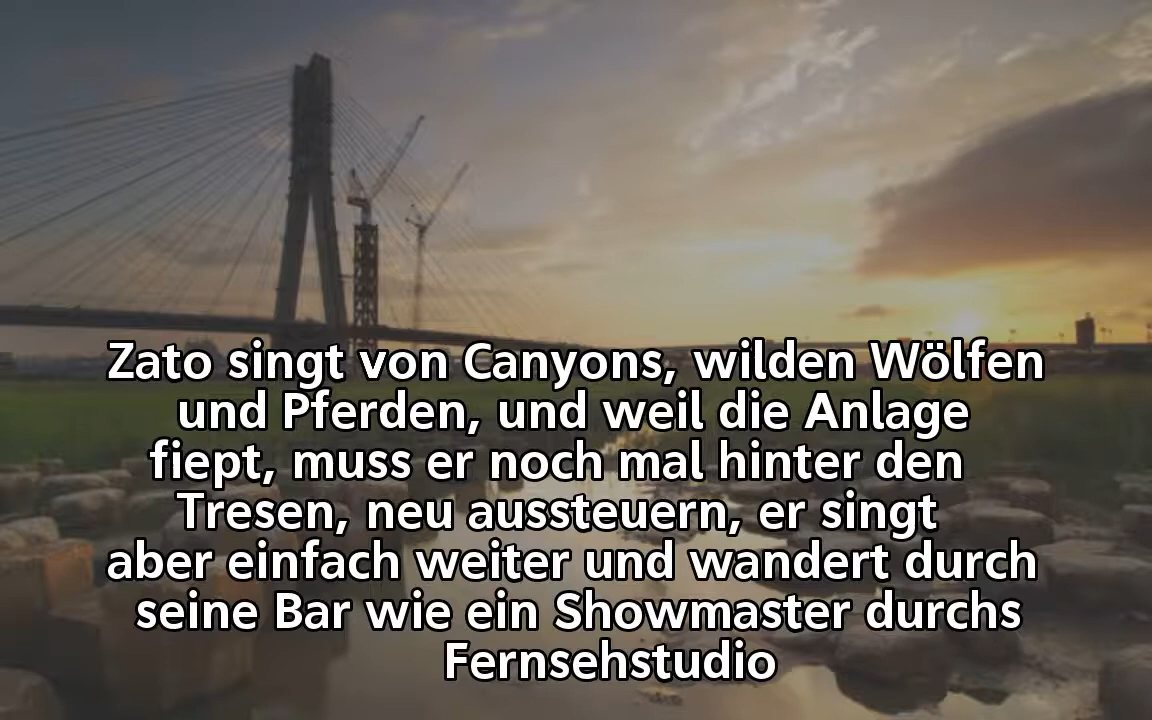 Zato singt von Canyons, wilden Wölfen
und Pferden, und weil die Anlage
fiept, muss er noch mal hinter den
Tresen, neu aussteuern, er singt
aber einfach weiter und wandert durch
seine Bar wie ein Showmaster durchs
Fernsehstudio